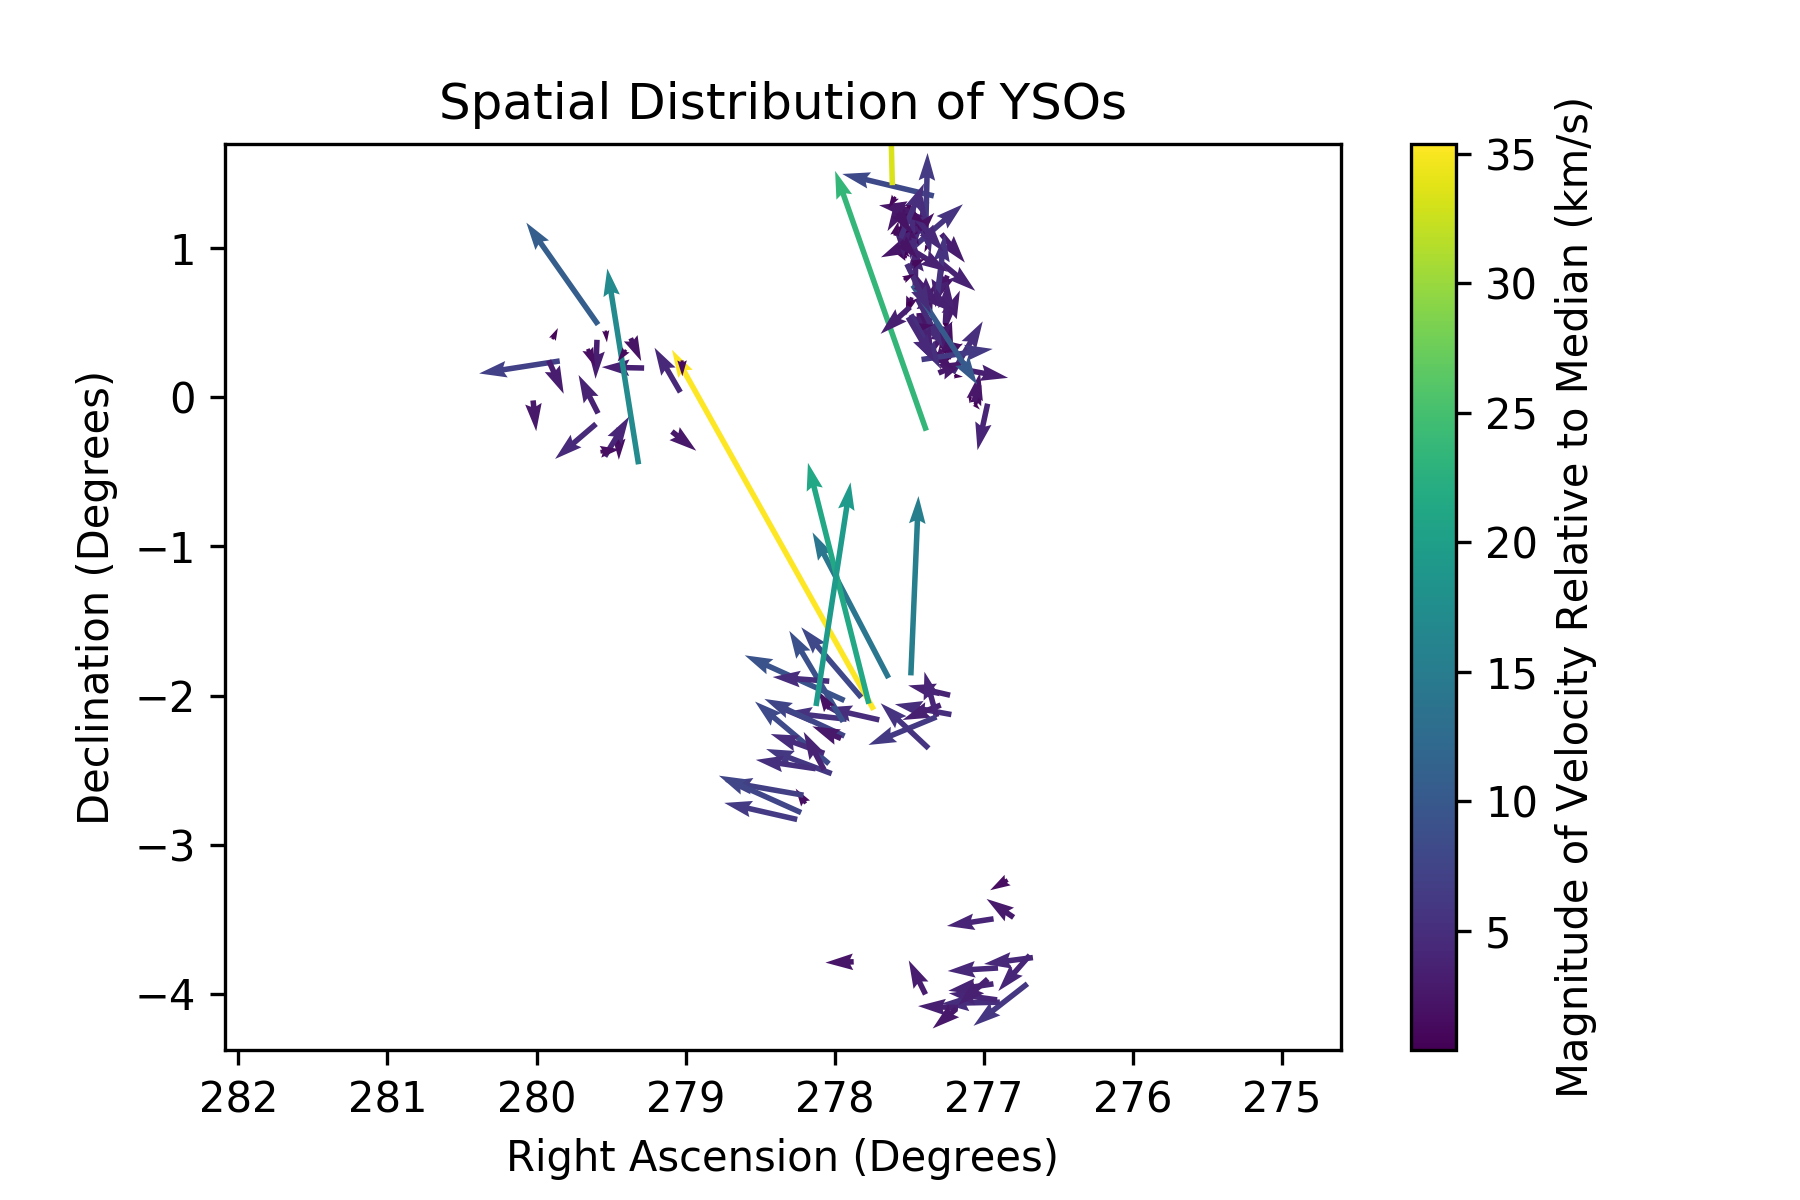 Spatial Distribution of YSOs
1
0
−1
−2
−3
−4
Declination (Degrees)
282 281 280 279 278 277 276 275
Right Ascension (Degrees)
35
30
25
20
15
10
5
Magnitude of Velocity Relative to Median (km/s)